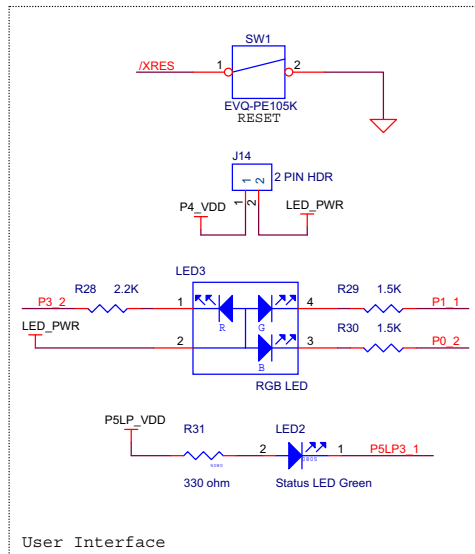 SW1
/XRES 1 2
EVQ-PE105K
RESET
J14
1 2 2 PIN HDR
P4_VDD 1 2 LED_PWR
LED3
R28 2.2K R29 1.5K
P3_2 1 4 P1_1
R G
R30 1.5K
LED_PWR 2 3 P0_2
B
RGB LED
P5LP_VDD
R31 LED2
2 1 P5LP3_1
0805
330 ohm Status LED Green
User Interface